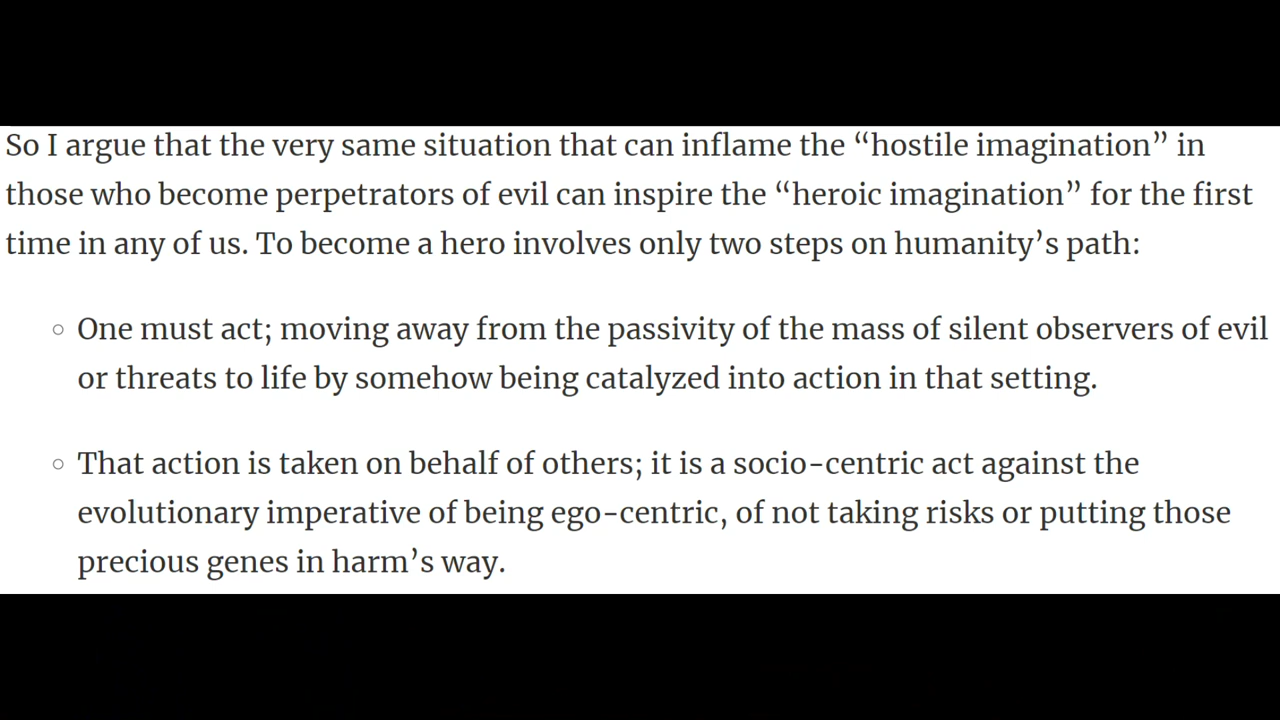 So I argue that the very same situation that can inflame the “hostile imagination” in
those who become perpetrators of evil can inspire the “heroic imagination” for the first
time in any of us. To become a hero involves only two steps on humanity’s path:
◦ One must act; moving away from the passivity of the mass of silent observers of evil
or threats to life by somehow being catalyzed into action in that setting.
◦ That action is taken on behalf of others; it is a socio-centric act against the
evolutionary imperative of being ego-centric, of not taking risks or putting those
precious genes in harm’s way.